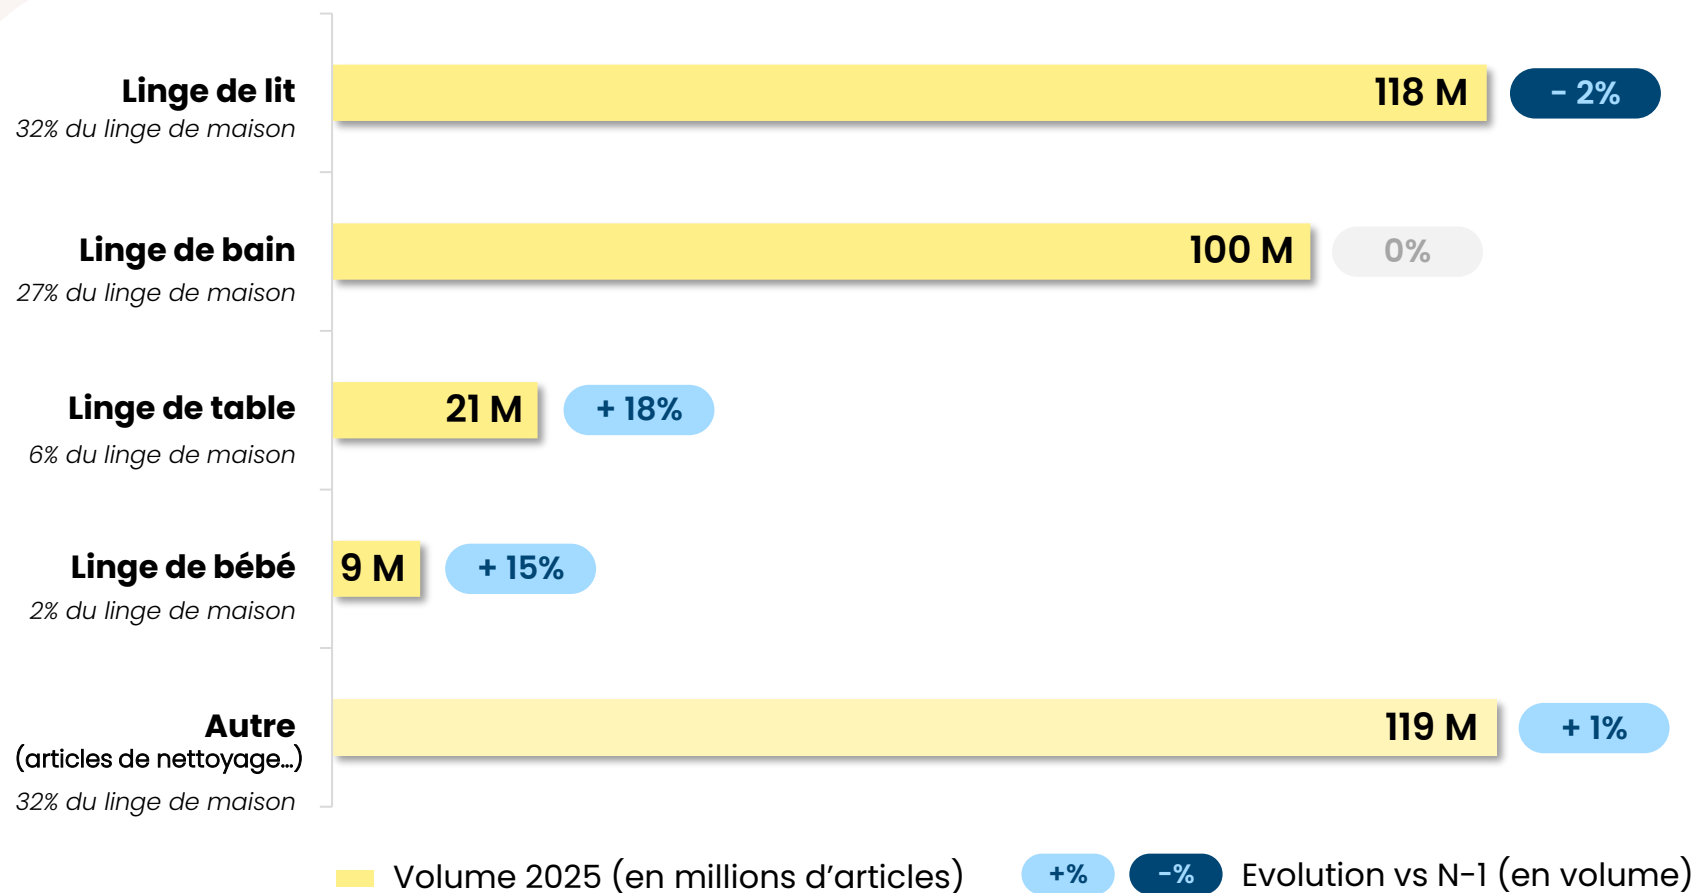 Linge de lit
32% du linge de maison
118 M
- 2%
Linge de bain
27% du linge de maison
100 M
0%
Linge de table
6% du linge de maison
21 M
+ 18%
Linge de bébé
2% du linge de maison
9 M
+ 15%
Autre
(articles de nettoyage...)
32% du linge de maison
119 M
+ 1%
Volume 2025 (en millions d'articles)
+%
-%
Evolution vs N-1 (en volume)